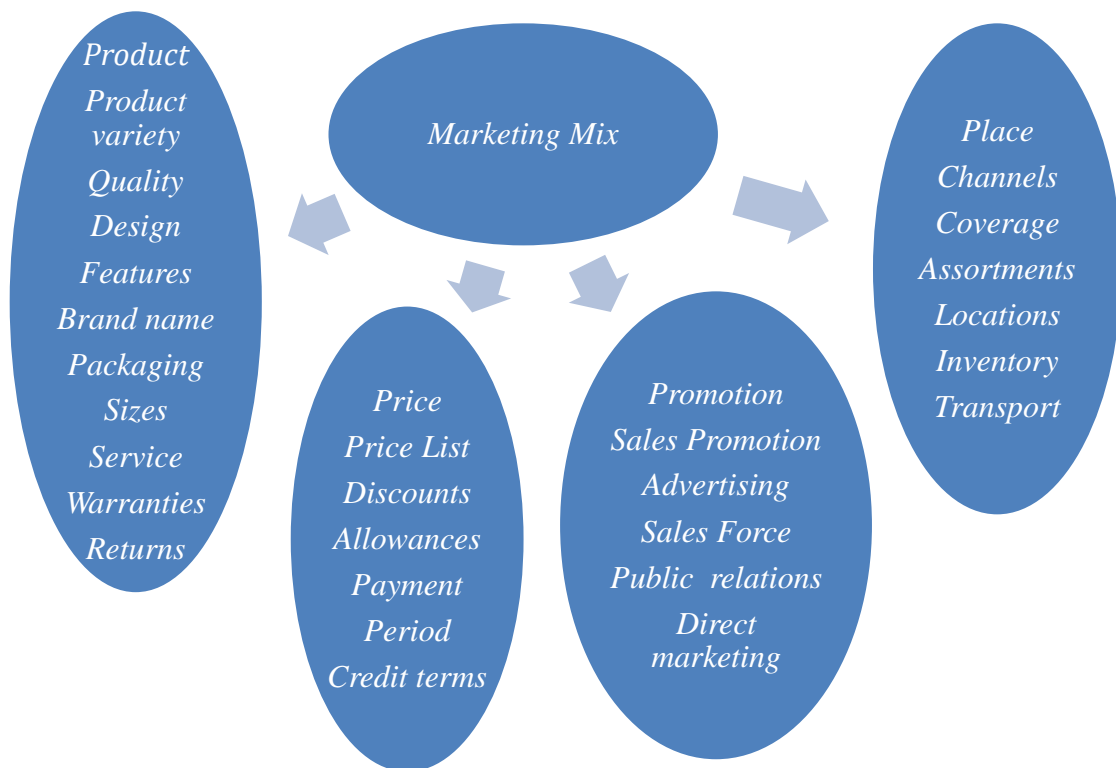 Marketing Mix
Product
Product
variety
Quality
Design
Features
Brand name
Packaging
Sizes
Service
Warranties
Returns
Price
Price List
Discounts
Allowances
Payment
Period
Credit terms
Promotion
Sales Promotion
Advertising
Sales Force
Public relations
Direct
marketing
Place
Channels
Coverage
Assortments
Locations
Inventory
Transport